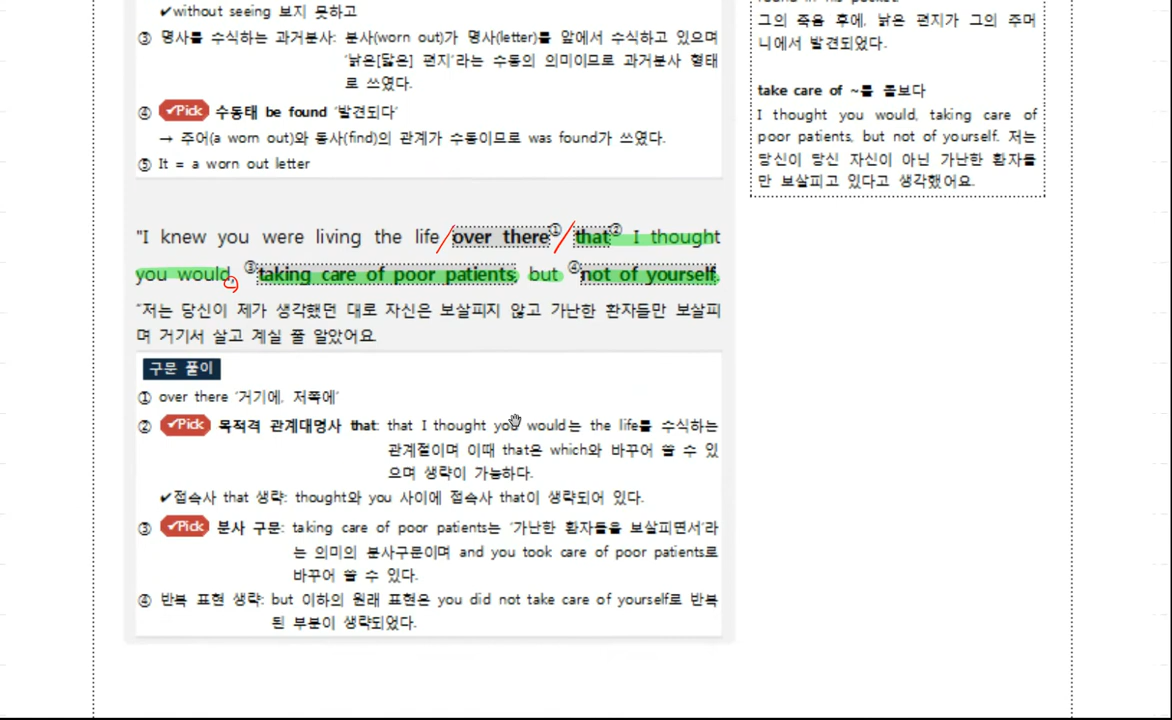 ✔without seeing 보지 못하고
③ 명사를 수식하는 과거분사: 분사(worn out)가 명사(letter)를 앞에서 수식하고 있으며
‘낡은[닳은] 편지’라는 수동의 의미이므로 과거분사 형태
로 쓰였다.
④ ✔Pick 수동태 be found ‘발견되다’
→ 주어(a worn out)와 동사(find)의 관계가 수동이므로 was found가 쓰였다.
⑤ It = a worn out letter
"I knew you were living the life over there① that② I thought
you would, ③taking care of poor patients, but ④not of yourself.
“저는 당신이 제가 생각했던 대로 자신은 보살피지 않고 가난한 환자들만 보살피
며 거기서 살고 계실 줄 알았어요.
구문 풀이
① over there ‘거기에, 저쪽에’
② ✔Pick 목적격 관계대명사 that: that I thought you would는 the life를 수식하는
관계절이며 이때 that은 which와 바꾸어 쓸 수 있
으며 생략이 가능하다.
✔접속사 that 생략: thought와 you 사이에 접속사 that이 생략되어 있다.
③ ✔Pick 분사 구문: taking care of poor patients는 ‘가난한 환자들을 보살피면서’라
는 의미의 분사구문이며 and you took care of poor patients로
바꾸어 쓸 수 있다.
④ 반복 표현 생략: but 이하의 원래 표현은 you did not take care of yourself로 반복
된 부분이 생략되었다.
그의 죽음 후에, 낡은 편지가 그의 주머
니에서 발견되었다.
take care of ~를 돌보다
I thought you would, taking care of
poor patients, but not of yourself. 저는
당신이 당신 자신이 아닌 가난한 환자들
만 보살피고 있다고 생각했어요.